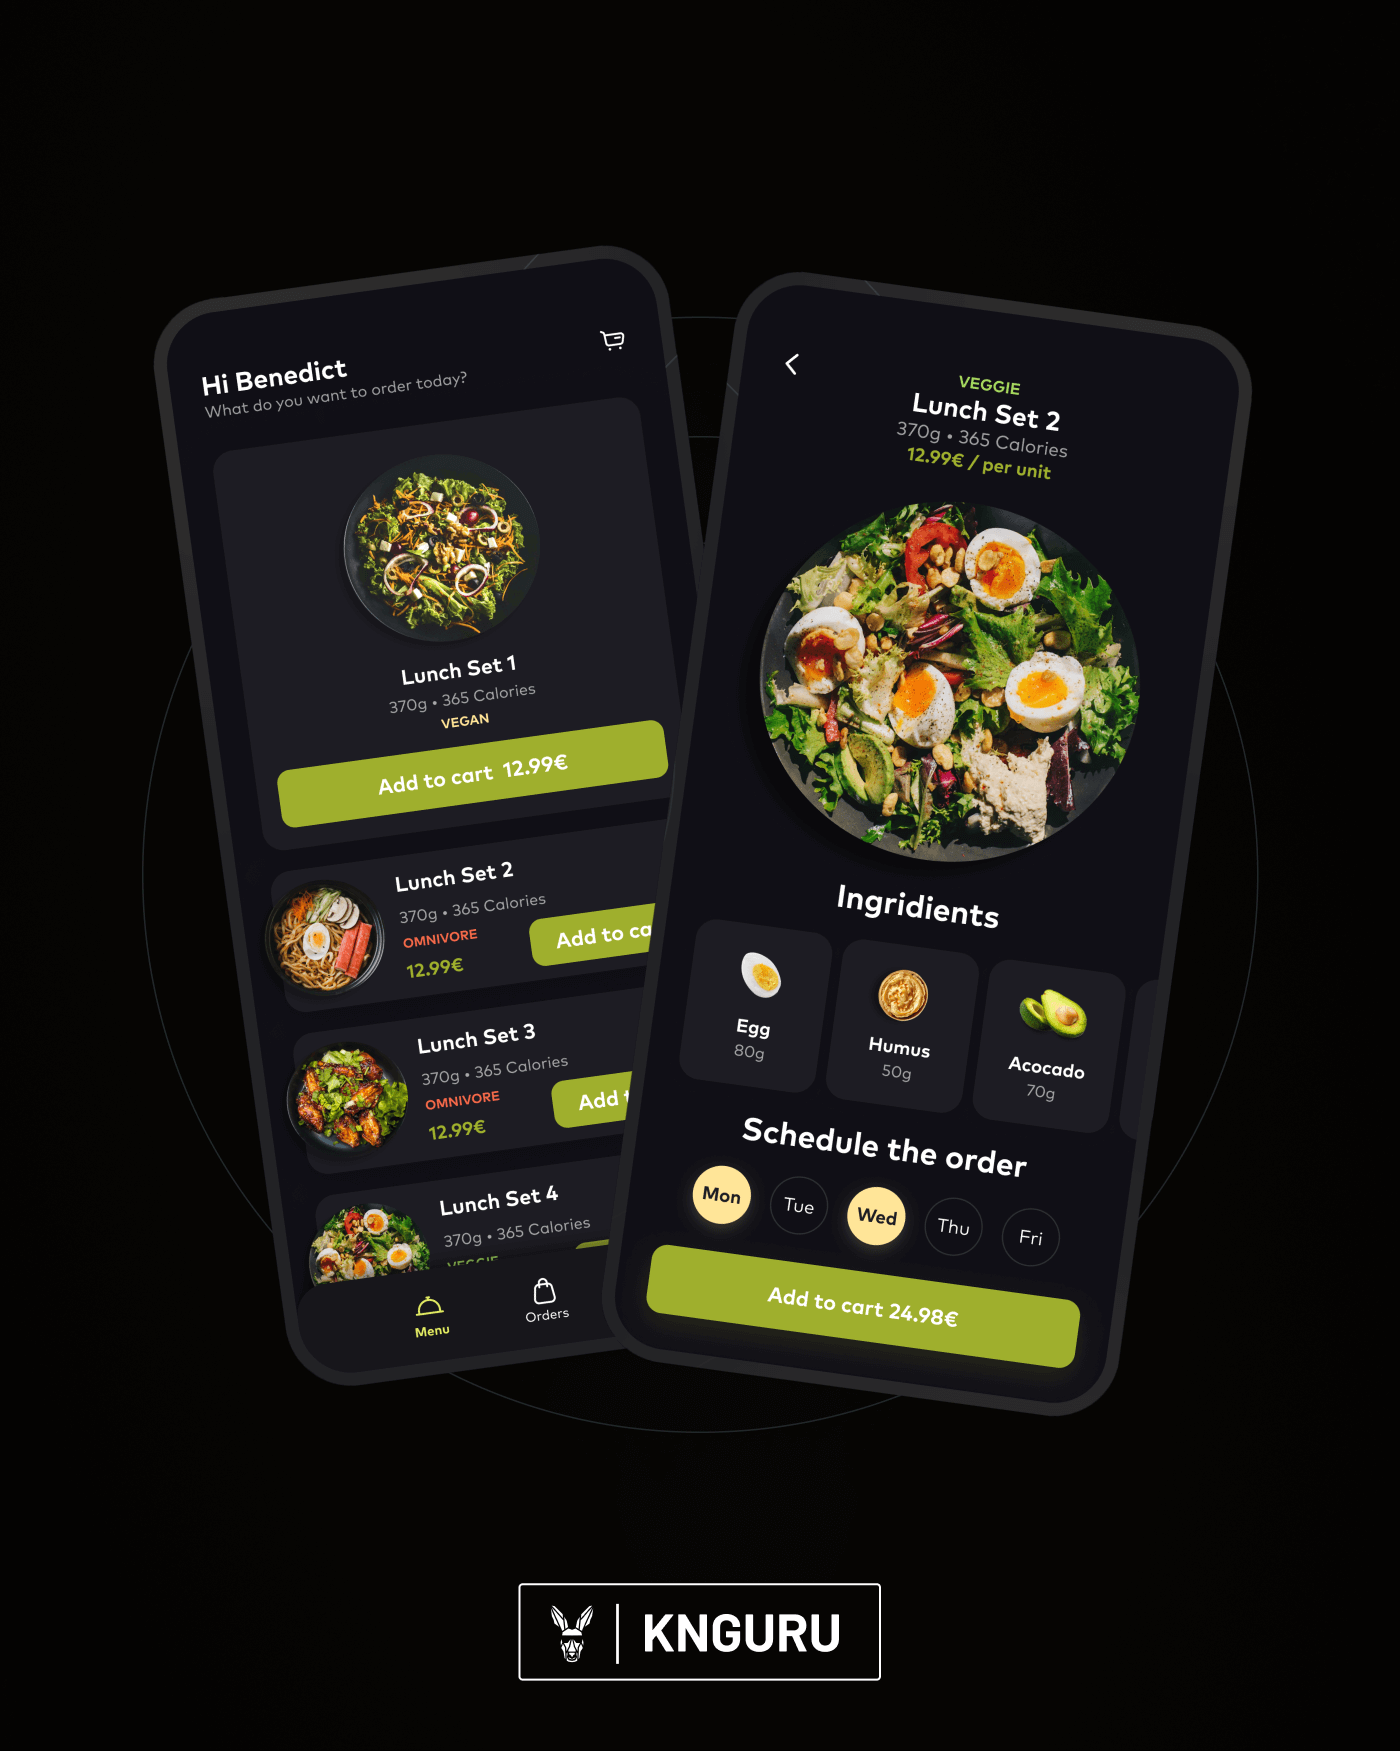 Hi Benedict
What do you want to order today?
Lunch Set 1
370g • 365 Calories
VEGAN
Add to cart 12.99€
Lunch Set 2
370g • 365 Calories
OMNIVORE
12.99€
Add to ca
Lunch Set 3
370g • 365 Calories
OMNIVORE
12.99€
Add t
Lunch Set 4
370g • 365 Calories
VEGGIE
Menu
Orders
VEGGIE
Lunch Set 2
370g • 365 Calories
12.99€ / per unit
Ingridients
Egg
80g
Humus
50g
Acocado
70g
Schedule the order
Mon
Tue
Wed
Thu
Fri
Add to cart 24.98€
KNGURU